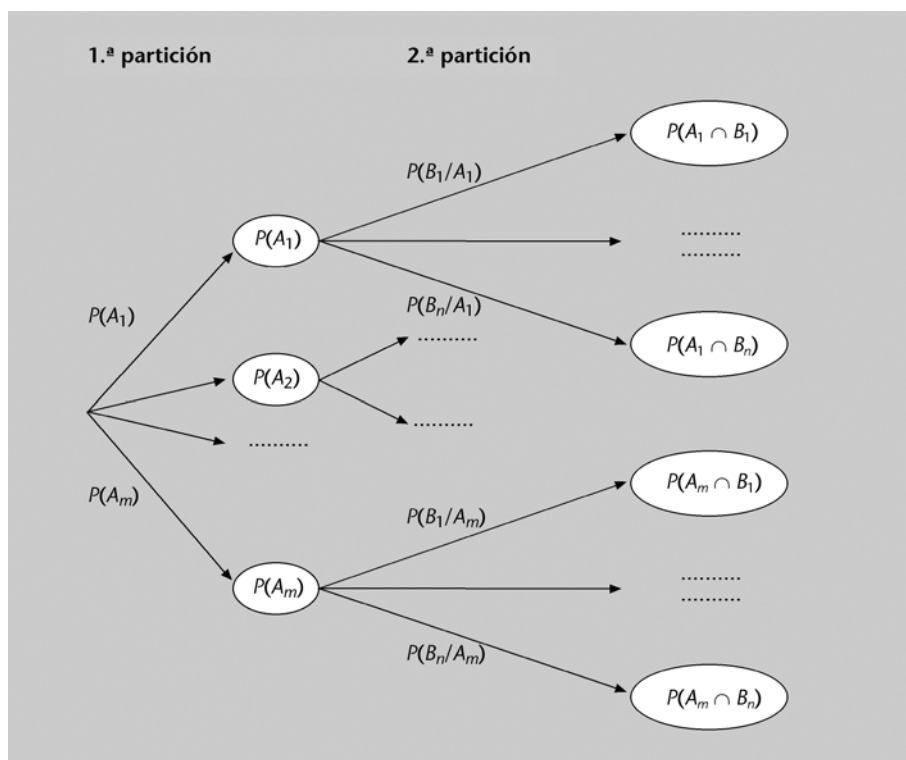 1.ª partición 2.ª partición
P(A₁ ∩ B₁)
P(B₁/A₁)
P(A₁)
..........
..........
P(Bₙ/A₁)
P(A₁)
..........
P(A₁ ∩ Bₙ)
P(A₂)
..........
..........
P(Aₘ)
P(Aₘ ∩ B₁)
P(B₁/Aₘ)
P(Aₘ)
..........
..........
P(Bₙ/Aₘ)
P(Aₘ ∩ Bₙ)